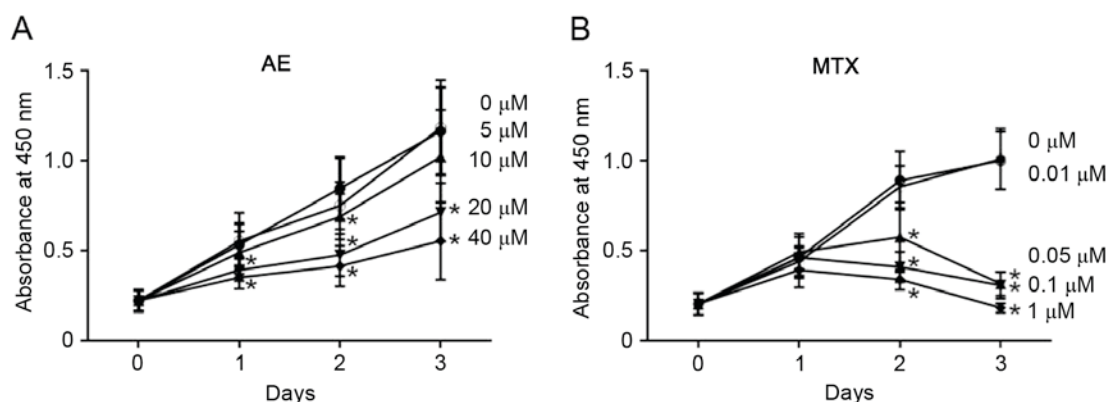 A
AE
Absorbance at 450 nm
1.5
1.0
0.5
0
0 μM
5 μM
10 μM
* 20 μM
* 40 μM
*
*
*
*
*
0 1 2 3
Days
B
MTX
Absorbance at 450 nm
1.5
1.0
0.5
0
0 μM
0.01 μM
0.05 μM
*
* 0.1 μM
* 1 μM
*
*
*
0 1 2 3
Days